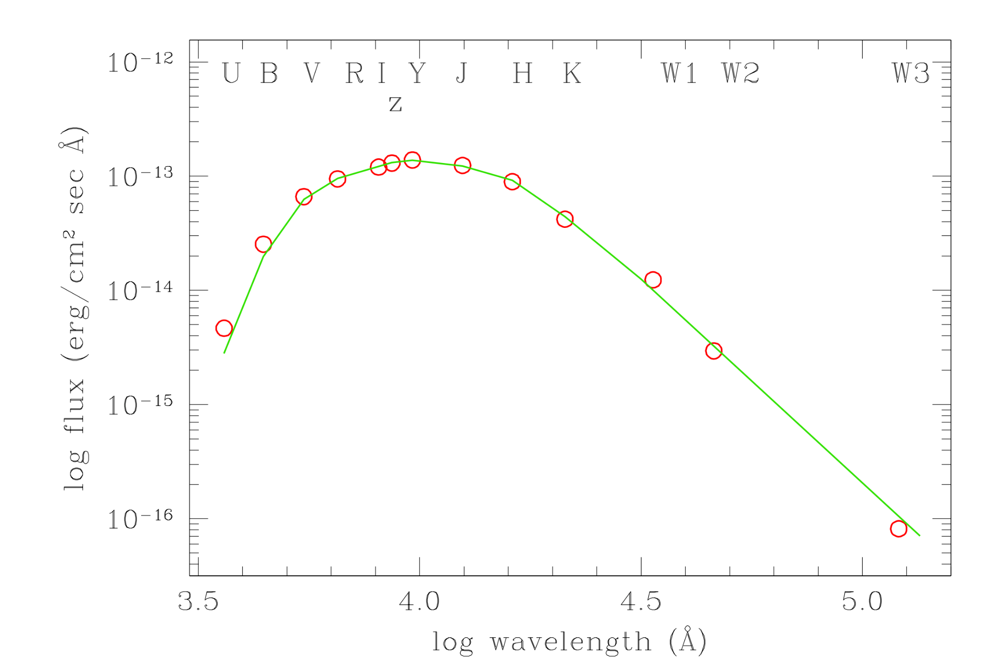 10−12
U B V R I Y J H K W1 W2 W3
z
10−13
10−14
10−15
10−16
log flux (erg/cm² sec Å)
3.5 4.0 4.5 5.0
log wavelength (Å)